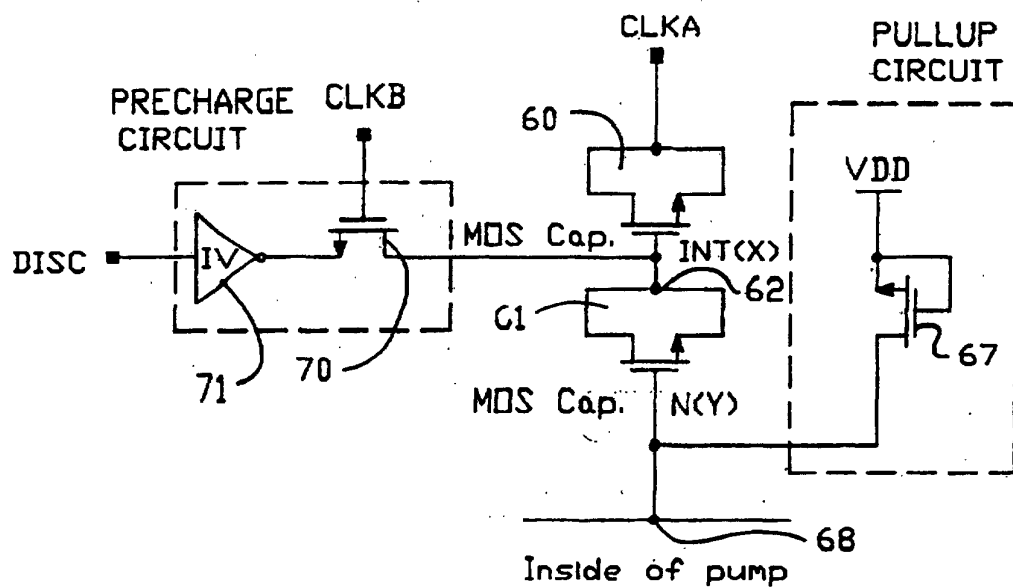 CLKA
PULLUP
CIRCUIT
PRECHARGE CLKB
CIRCUIT
60
VDD
DISC
IV
MOS Cap.
INT(X)
62
61
67
71
70
MOS Cap.
N(Y)
68
Inside of pump